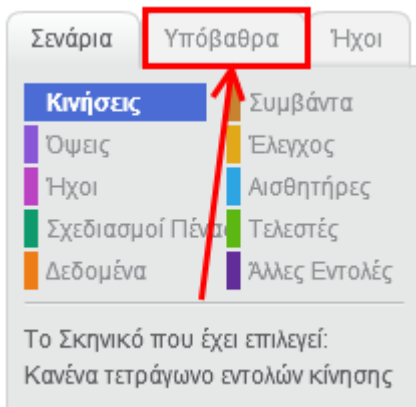 Σενάρια Υπόβαθρα Ήχοι
Κινήσεις Συμβάντα
Όψεις Έλεγχος
Ήχοι Αισθητήρες
Σχεδιασμοί Πένας Τελεστές
Δεδομένα Άλλες Εντολές
Το Σκηνικό που έχει επιλεγεί:
Κανένα τετράγωνο εντολών κίνησης